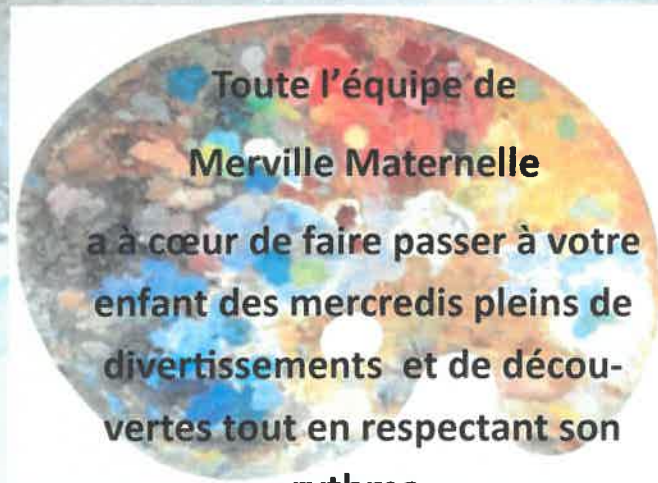 Toute l'équipe de
Merville Maternelle
a à cœur de faire passer à votre
enfant des mercredis pleins de
divertissements et de décou-
vertes tout en respectant son
rythme